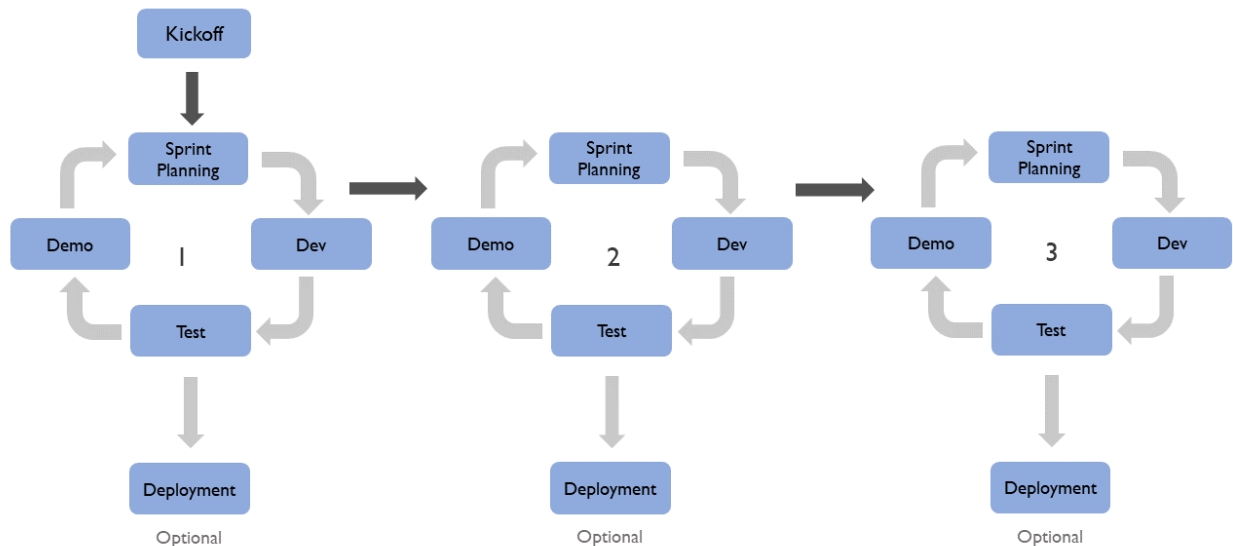 Kickoff
Sprint
Planning
Sprint
Planning
Sprint
Planning
Demo
1
Dev
Demo
2
Dev
Demo
3
Dev
Test
Test
Test
Deployment
Deployment
Deployment
Optional
Optional
Optional